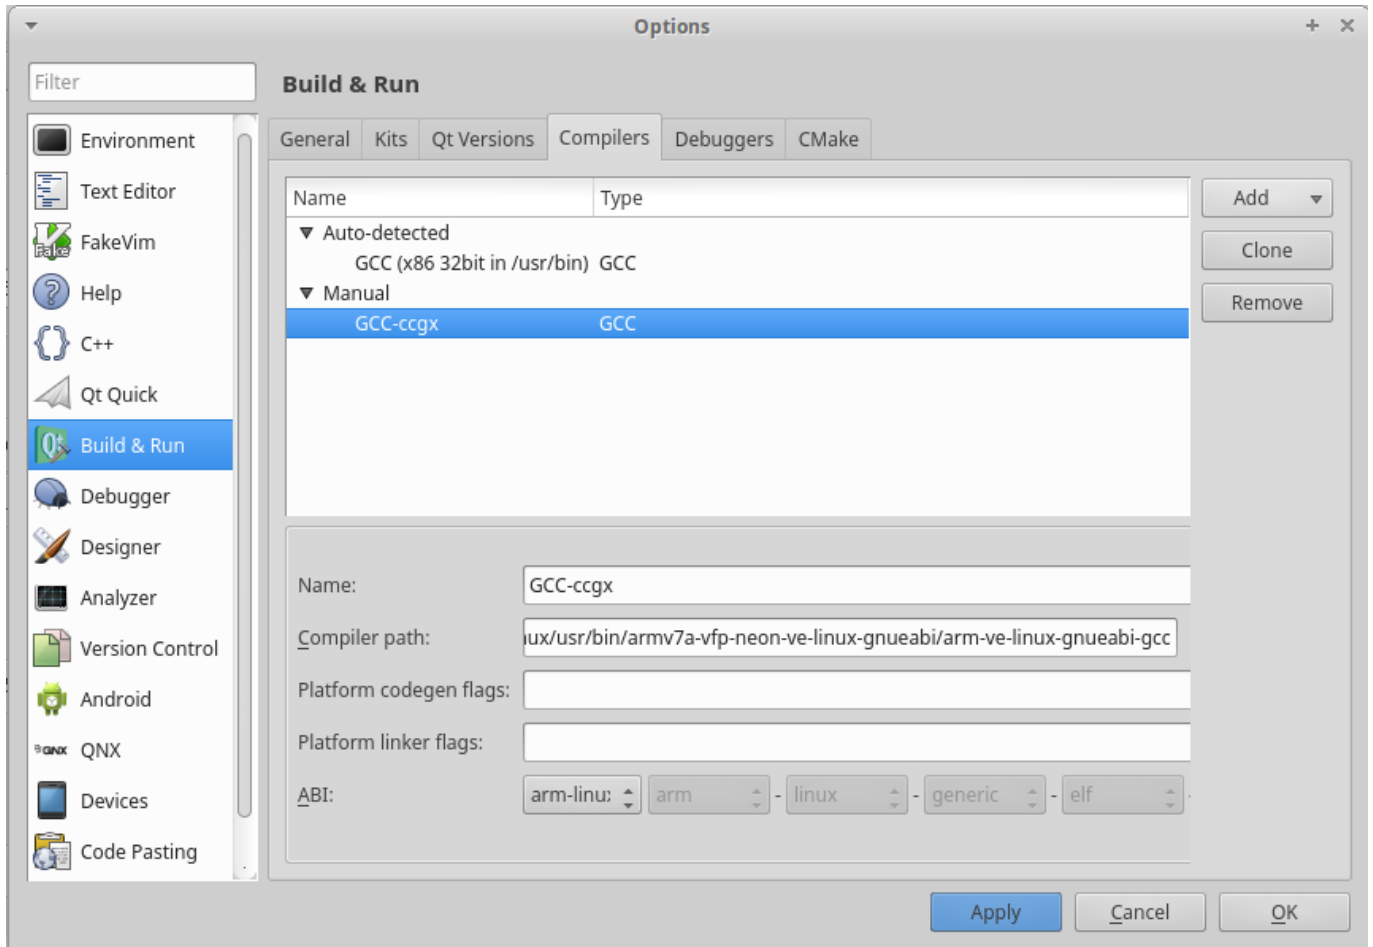 Options
Filter
Build & Run
Environment
Text Editor
FakeVim
Help
C++
Qt Quick
Build & Run
Debugger
Designer
Analyzer
Version Control
Android
QNX
Devices
Code Pasting
General Kits Qt Versions Compilers Debuggers CMake
Name Type
Auto-detected
GCC (x86 32bit in /usr/bin) GCC
Manual
GCC-ccgx GCC
Add
Clone
Remove
Name: GCC-ccgx
Compiler path: ux/usr/bin/armv7a-vfp-neon-ve-linux-gnueabi/arm-ve-linux-gnueabi-gcc
Platform codegen flags:
Platform linker flags:
ABI: arm-linu arm - linux - generic - elf
Apply Cancel OK